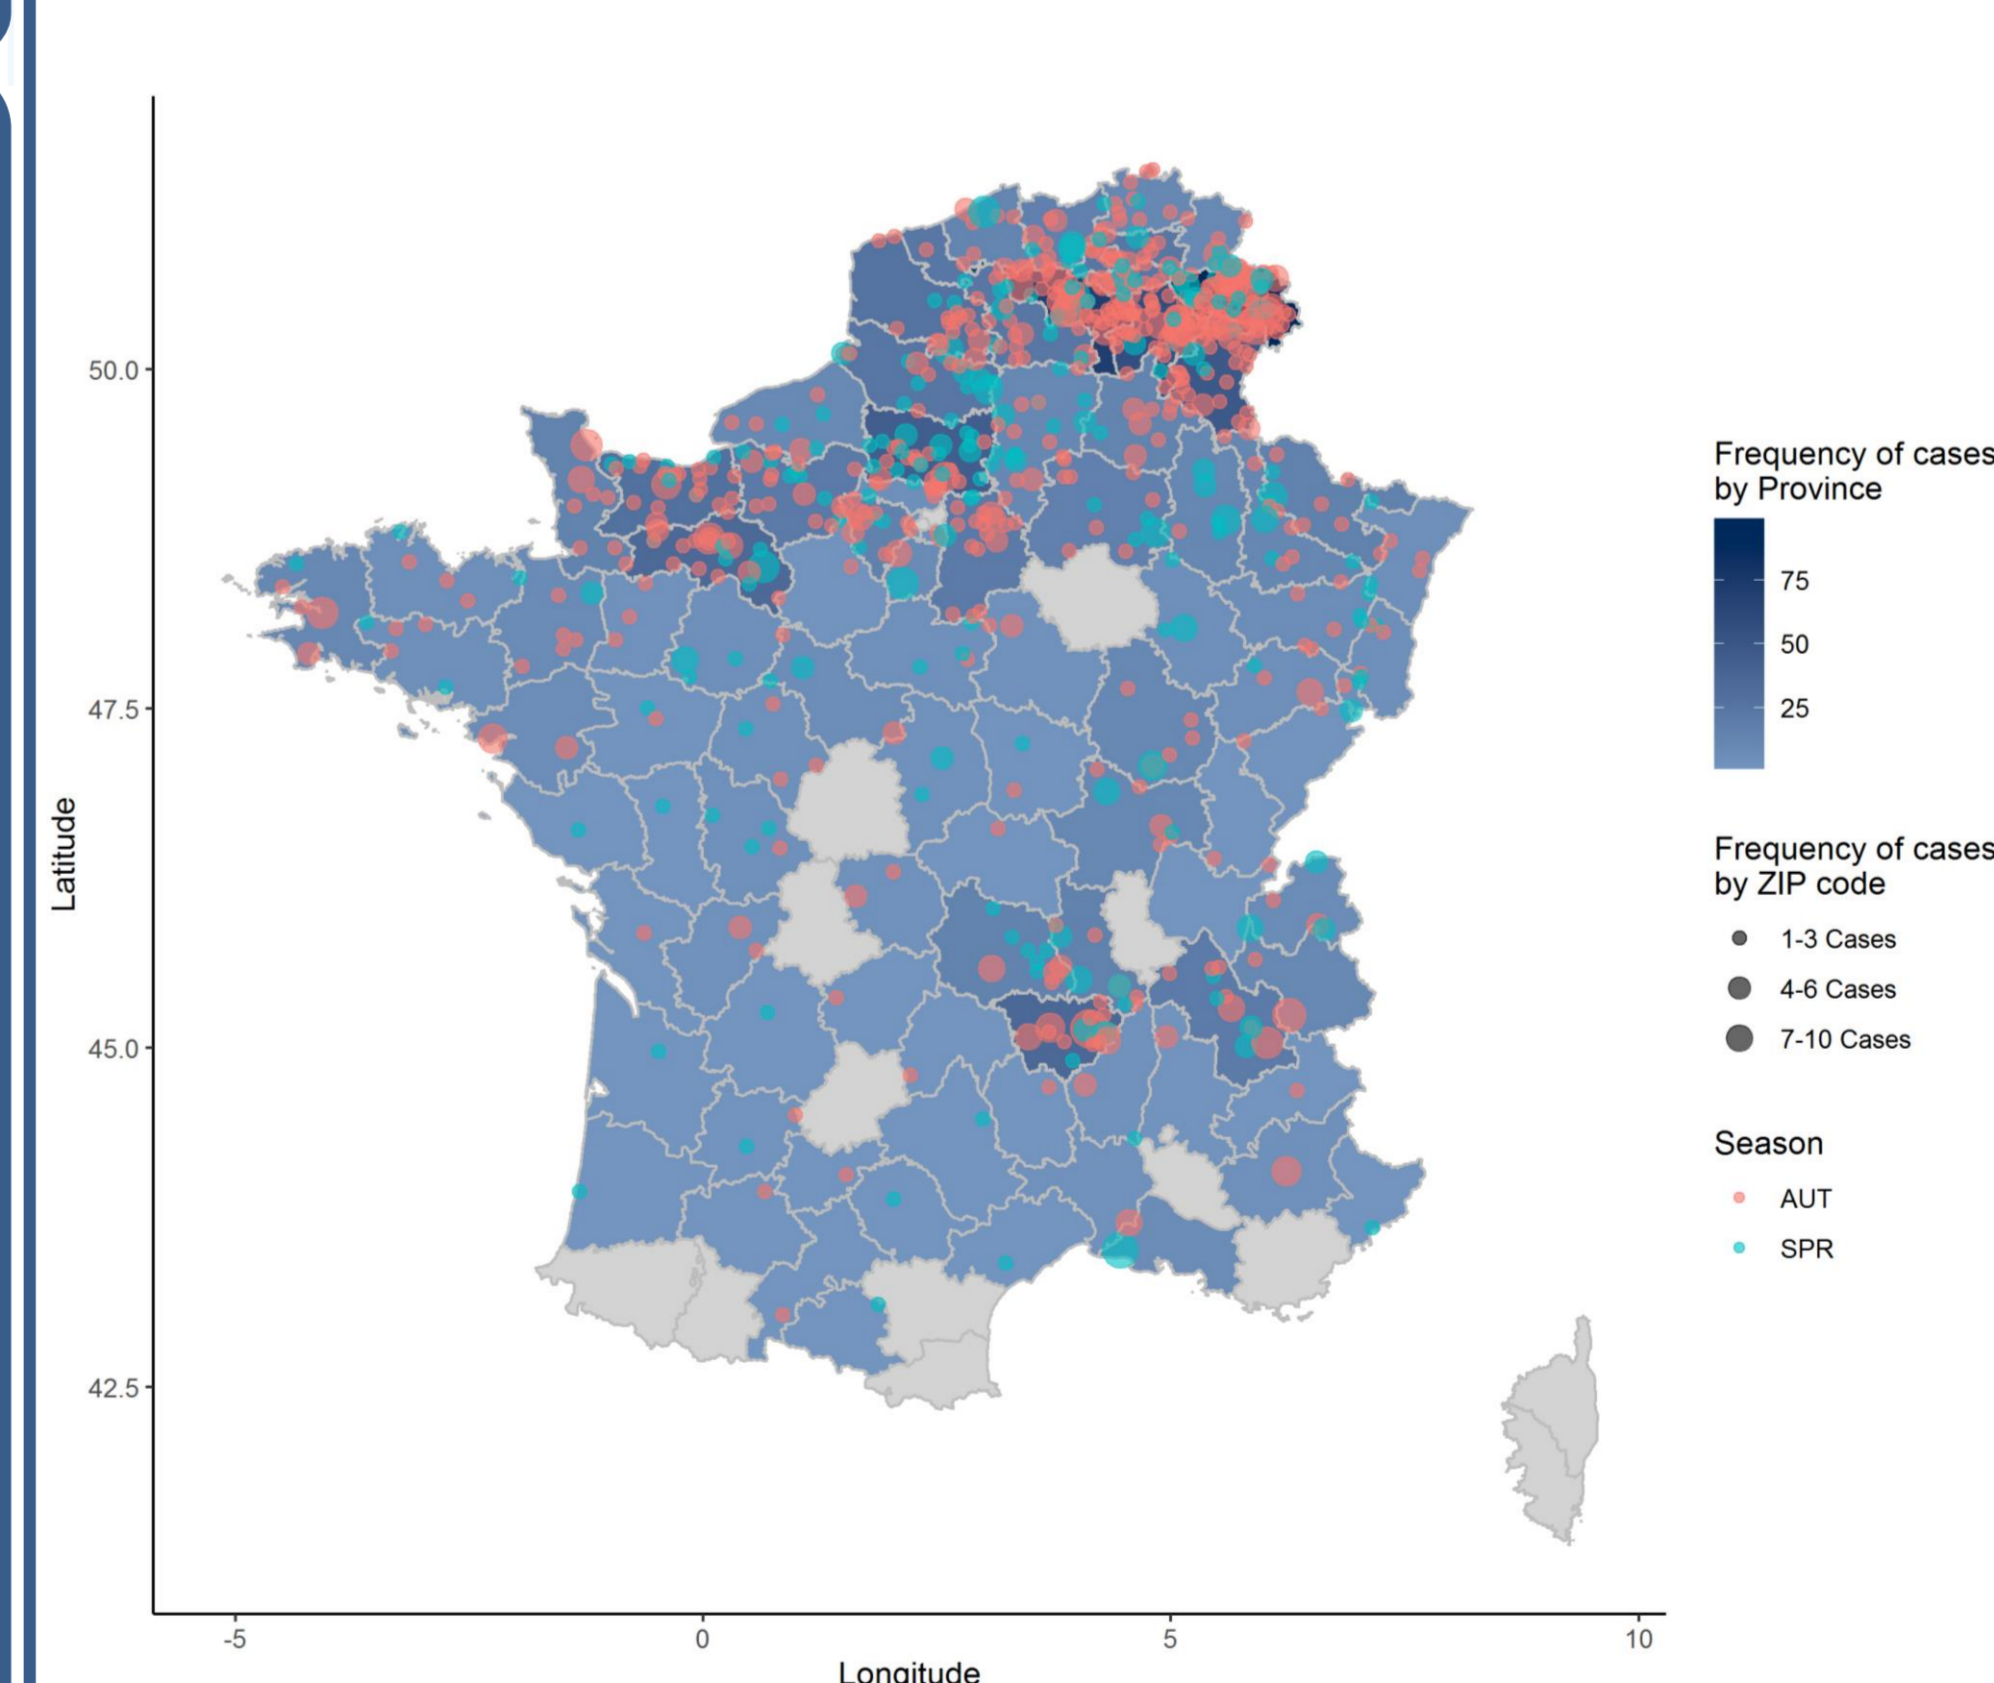 50.0
47.5
45.0
42.5
Latitude
-5
0
5
10
Longitude
Frequency of cases
by Province
75
50
25
Frequency of cases
by ZIP code
1-3 Cases
4-6 Cases
7-10 Cases
Season
AUT
SPR